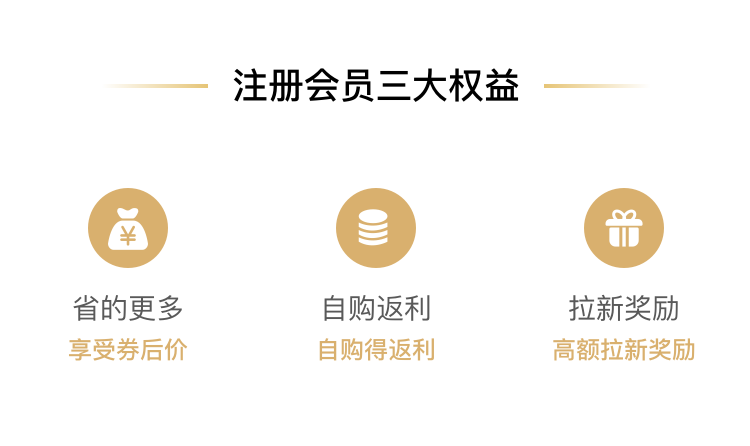 注册会员三大权益
¥
省的更多
自购返利
拉新奖励
享受券后价
自购得返利
高额拉新奖励